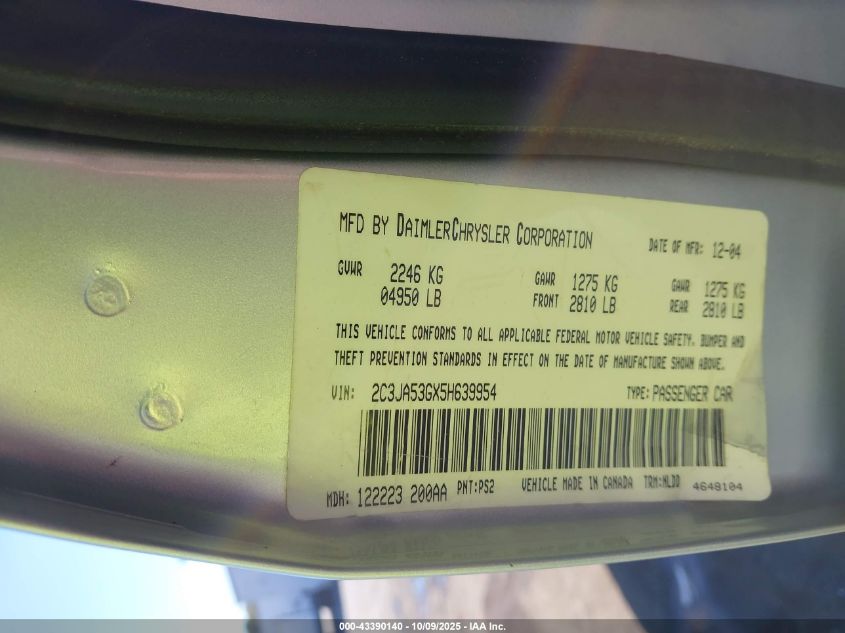 MFD BY DAIMLERCHRYSLER CORPORATION DATE OF MFR: 12-04
GVWR 2246 KG GAWR 1275 KG GAWR 1275 KG
04950 LB FRONT 2810 LB REAR 2810 LB
THIS VEHICLE CONFORMS TO ALL APPLICABLE FEDERAL MOTOR VEHICLE SAFETY, BUMPER AND
THEFT PREVENTION STANDARDS IN EFFECT ON THE DATE OF MANUFACTURE SHOWN ABOVE.
VIN: 2C3JA53GX5H639954 TYPE: PASSENGER CAR
MDH: 122223 200AA PNT:PS2 VEHICLE MADE IN CANADA TRM:NLDD 4648104
000-43390140 - 10/09/2025 - IAA Inc.